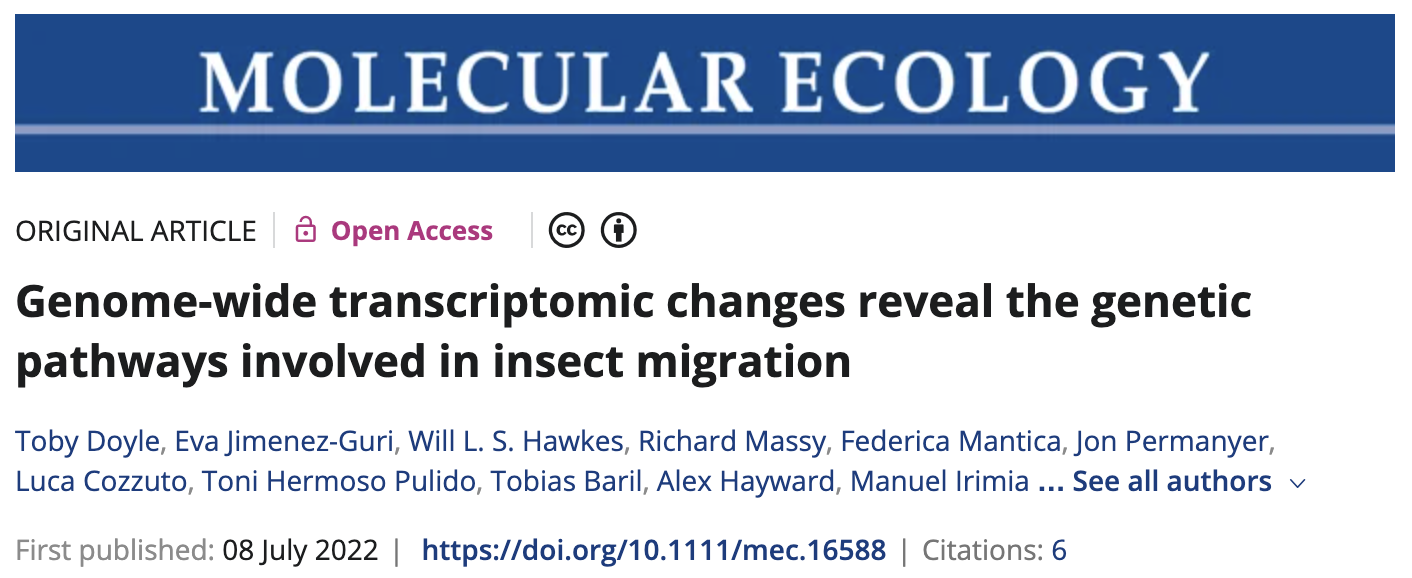 MOLECULAR ECOLOGY
ORIGINAL ARTICLE | Open Access | cc
Genome-wide transcriptomic changes reveal the genetic
pathways involved in insect migration
Toby Doyle, Eva Jimenez-Guri, Will L. S. Hawkes, Richard Massy, Federica Mantica, Jon Permanyer,
Luca Cozzuto, Toni Hermoso Pulido, Tobias Baril, Alex Hayward, Manuel Irimia ... See all authors
First published: 08 July 2022 | https://doi.org/10.1111/mec.16588 | Citations: 6